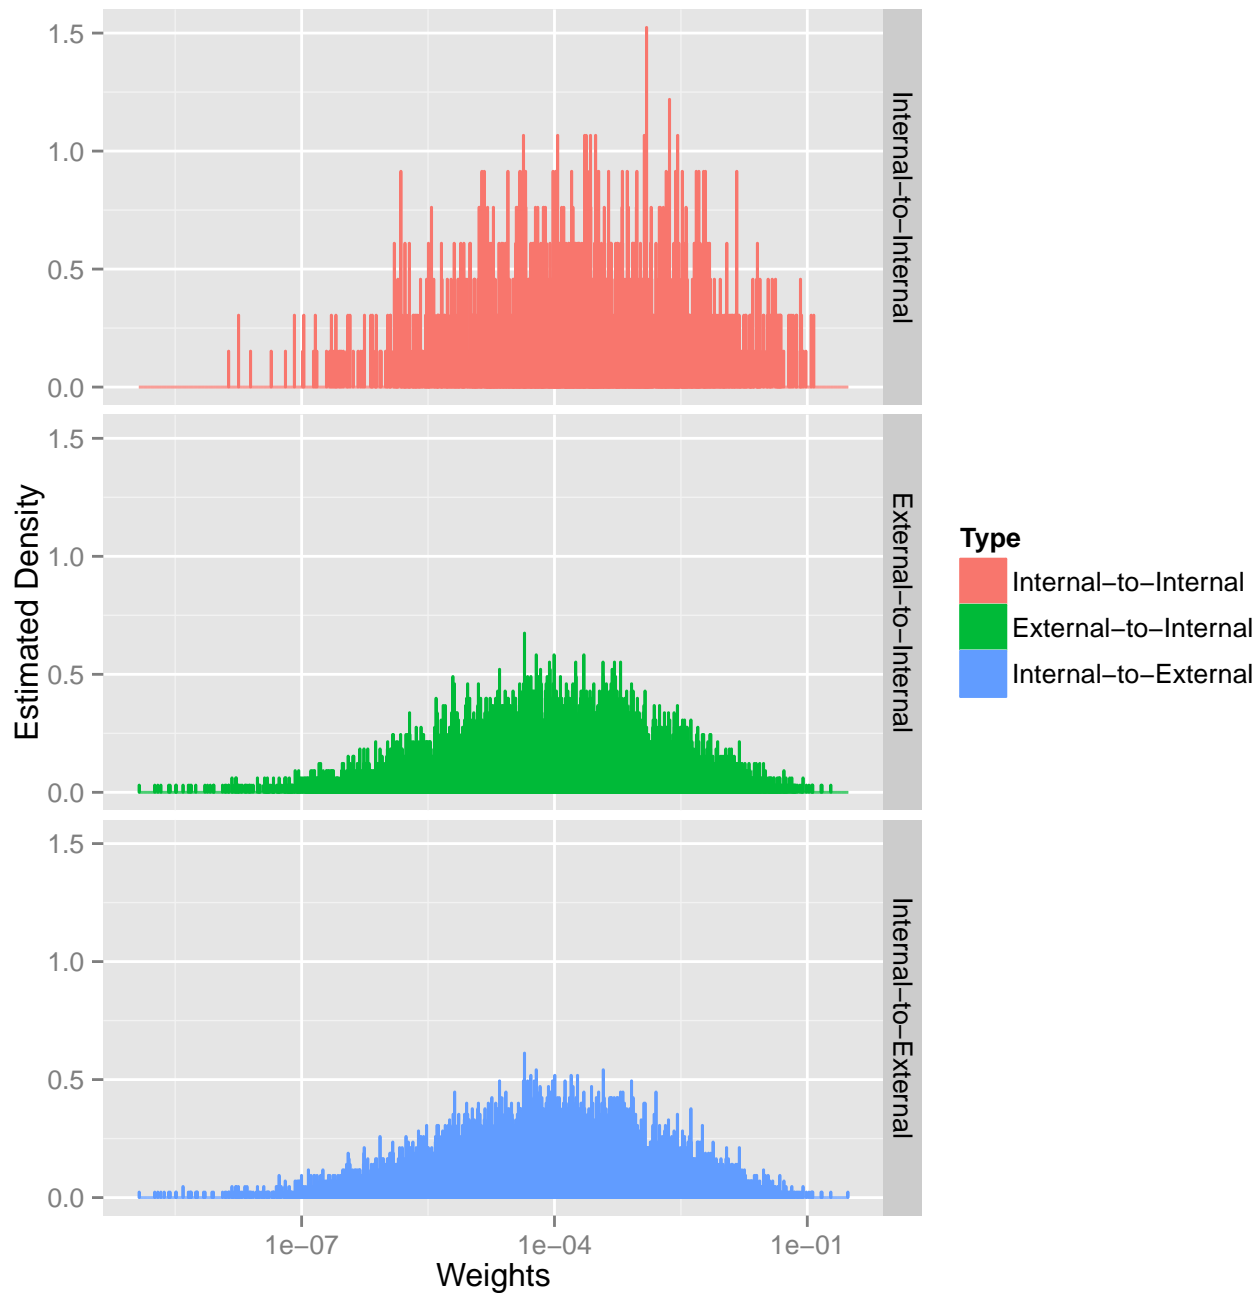 1.5
1.0
0.5
0.0
Internal−to−Internal
1.5
1.0
0.5
0.0
External−to−Internal
1.5
1.0
0.5
0.0
Internal−to−External
1e−07
1e−04
1e−01
Weights
Estimated Density
Type
Internal−to−Internal
External−to−Internal
Internal−to−External